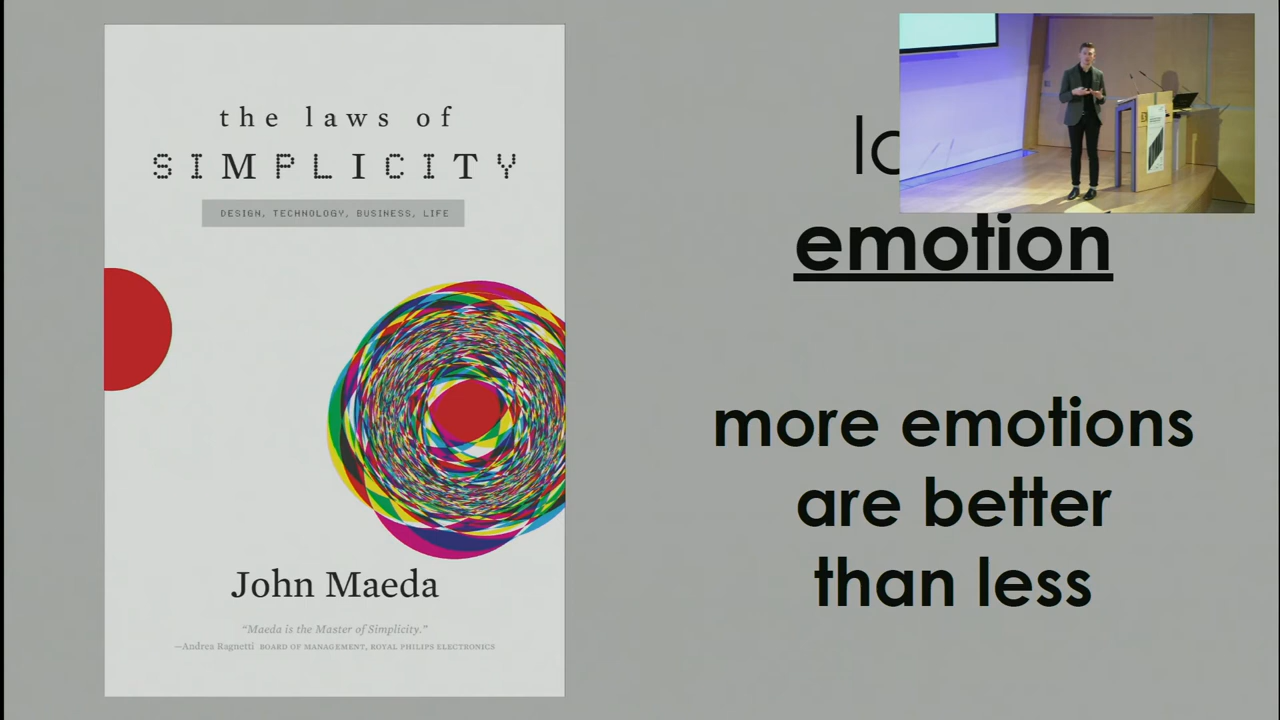 the laws of
SIMPLICITY
DESIGN, TECHNOLOGY, BUSINESS, LIFE
John Maeda
“Maeda is the Master of Simplicity.”
—Andrea Ragnetti BOARD OF MANAGEMENT, ROYAL PHILIPS ELECTRONICS
emotion
more emotions
are better
than less